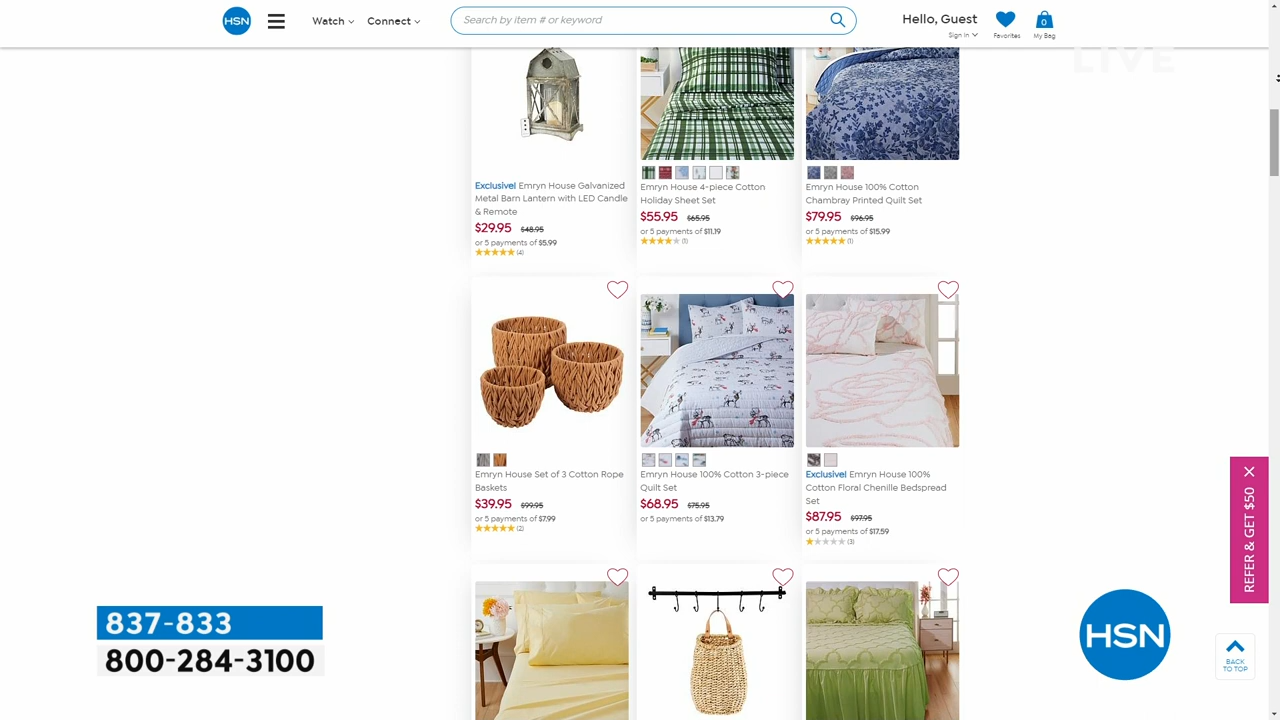 HSN
Watch
Connect
Search by item # or keyword
Hello, Guest
Sign In
Favorites
0
My Bag
LIVE
Exclusive! Emryn House Galvanized
Metal Barn Lantern with LED Candle
& Remote
$29.95 $48.95
or 5 payments of $5.99
(4)
Emryn House 4-piece Cotton
Holiday Sheet Set
$55.95 $65.95
or 5 payments of $11.19
(1)
Emryn House 100% Cotton
Chambray Printed Quilt Set
$79.95 $96.95
or 5 payments of $15.99
(1)
Emryn House Set of 3 Cotton Rope
Baskets
$39.95 $99.95
or 5 payments of $7.99
(2)
Emryn House 100% Cotton 3-piece
Quilt Set
$68.95 $75.95
or 5 payments of $13.79
Exclusive! Emryn House 100%
Cotton Floral Chenille Bedspread
Set
$87.95 $97.95
or 5 payments of $17.59
(3)
REFER & GET $50
837-833
800-284-3100
HSN
BACK
TO TOP